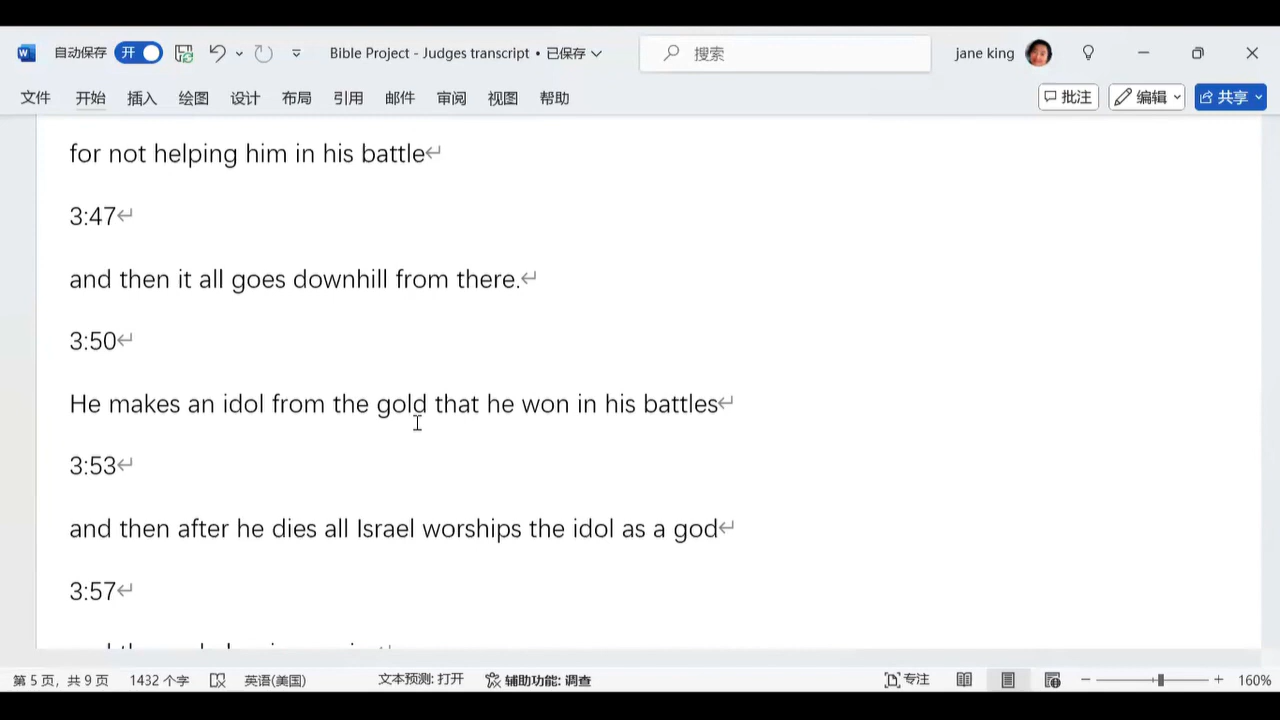 自动保存 开 Bible Project - Judges transcript • 已保存 搜索 jane king
文件 开始 插入 绘图 设计 布局 引用 邮件 审阅 视图 帮助 批注 编辑 共享
for not helping him in his battle
3:47
and then it all goes downhill from there.
3:50
He makes an idol from the gold that he won in his battles
3:53
and then after he dies all Israel worships the idol as a god
3:57
第 5 页，共 9 页 1432 个字 英语(美国) 文本预测: 打开 辅助功能: 调查 专注 160%